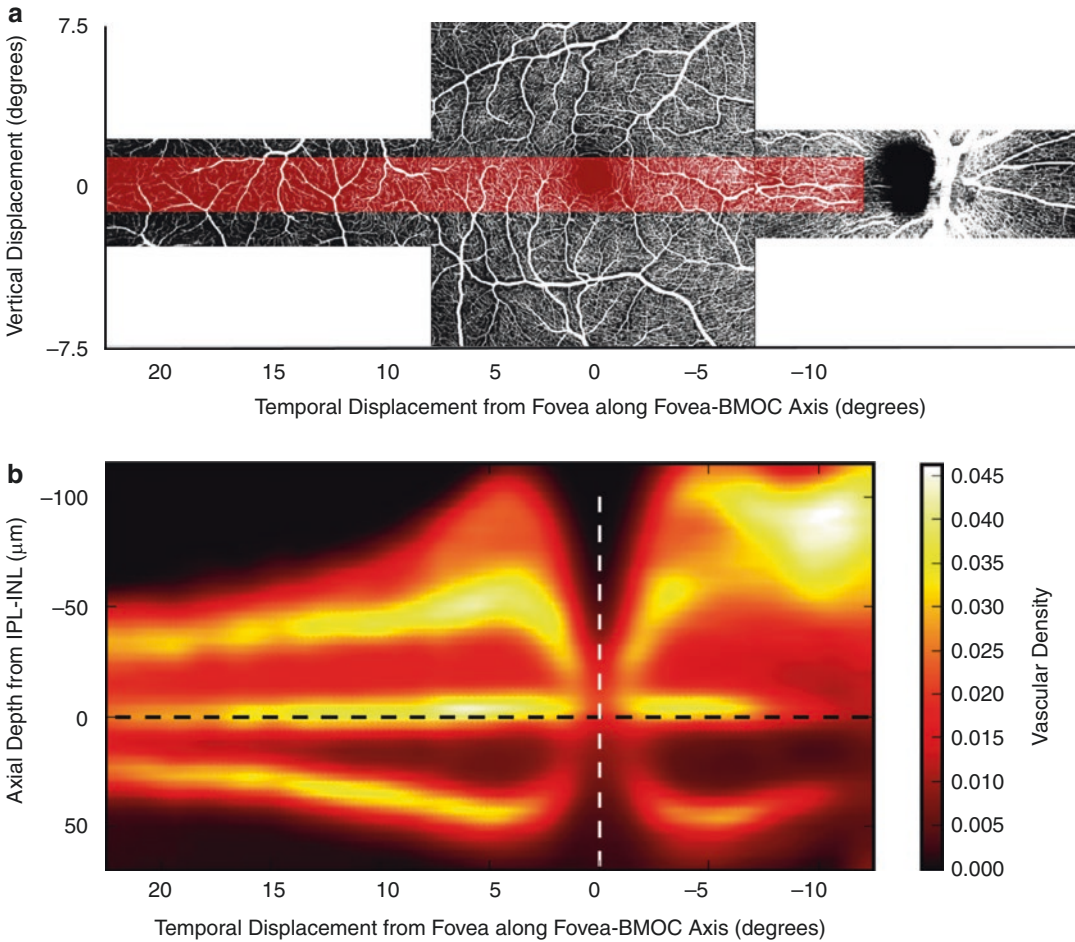 a
Vertical Displacement (degrees)
7.5
0
−7.5
20 15 10 5 0 −5 −10
Temporal Displacement from Fovea along Fovea-BMOC Axis (degrees)
b
Axial Depth from IPL-INL (μm)
−100
−50
0
50
20 15 10 5 0 −5 −10
Temporal Displacement from Fovea along Fovea-BMOC Axis (degrees)
0.045
0.040
0.035
0.030
0.025
0.020
0.015
0.010
0.005
0.000
Vascular Density